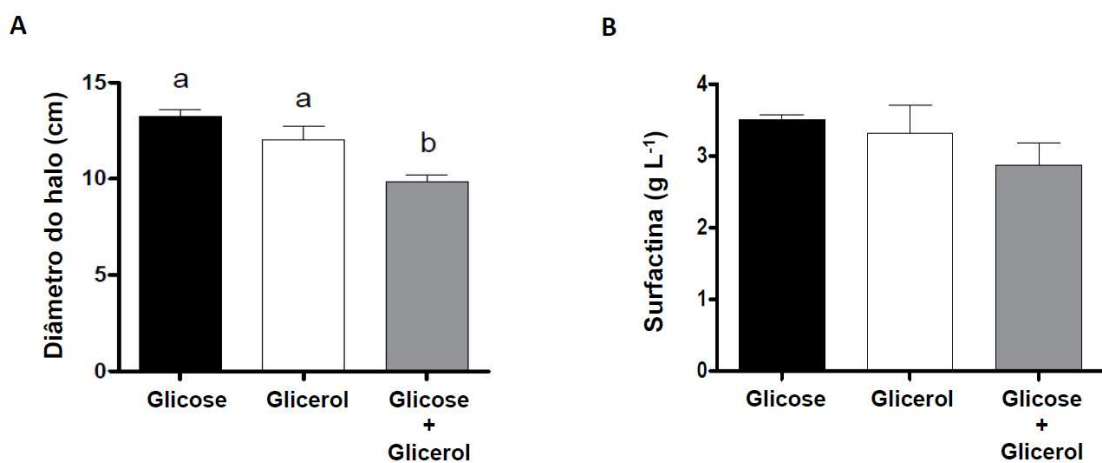 A
Diâmetro do halo (cm)
15
10
5
0
a
a
b
Glicose
Glicerol
Glicose
+
Glicerol
B
Surfactina (g L-1)
4
3
2
1
0
Glicose
Glicerol
Glicose
+
Glicerol